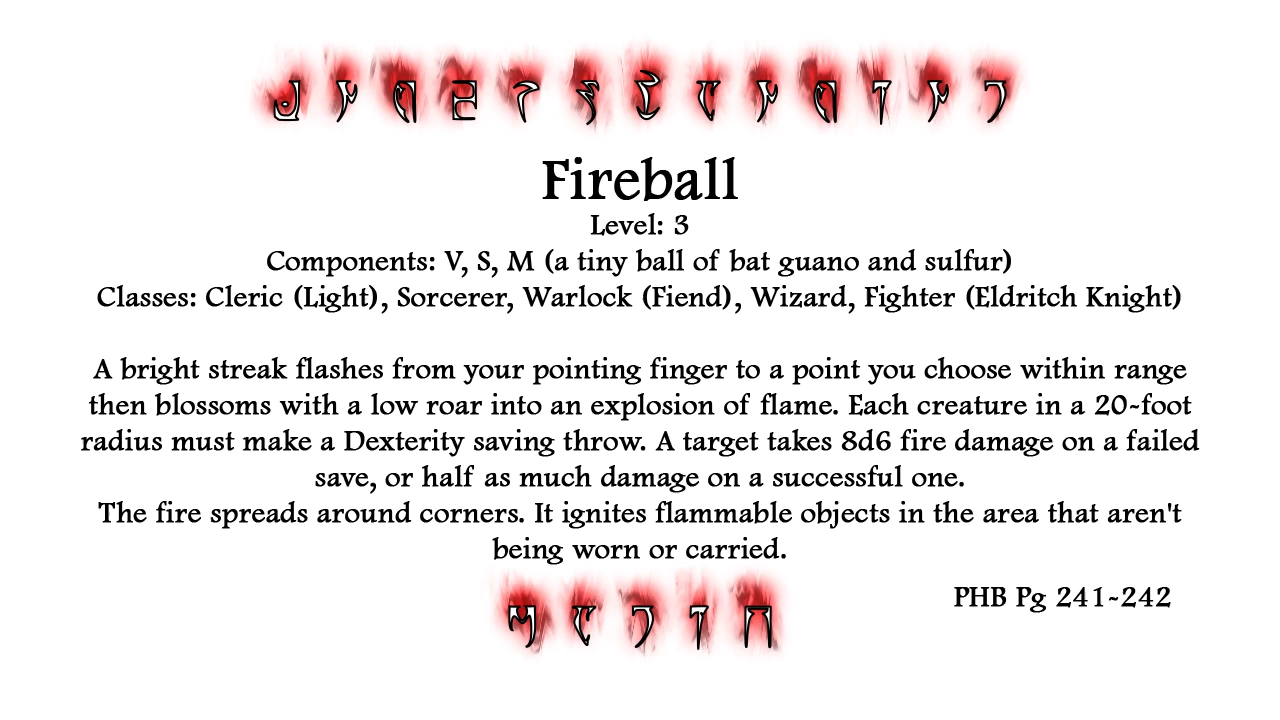 Fireball
Level: 3
Components: V, S, M (a tiny ball of bat guano and sulfur)
Classes: Cleric (Light), Sorcerer, Warlock (Fiend), Wizard, Fighter (Eldritch Knight)
A bright streak flashes from your pointing finger to a point you choose within range
then blossoms with a low roar into an explosion of flame. Each creature in a 20-foot
radius must make a Dexterity saving throw. A target takes 8d6 fire damage on a failed
save, or half as much damage on a successful one.
The fire spreads around corners. It ignites flammable objects in the area that aren't
being worn or carried.
PHB Pg 241-242